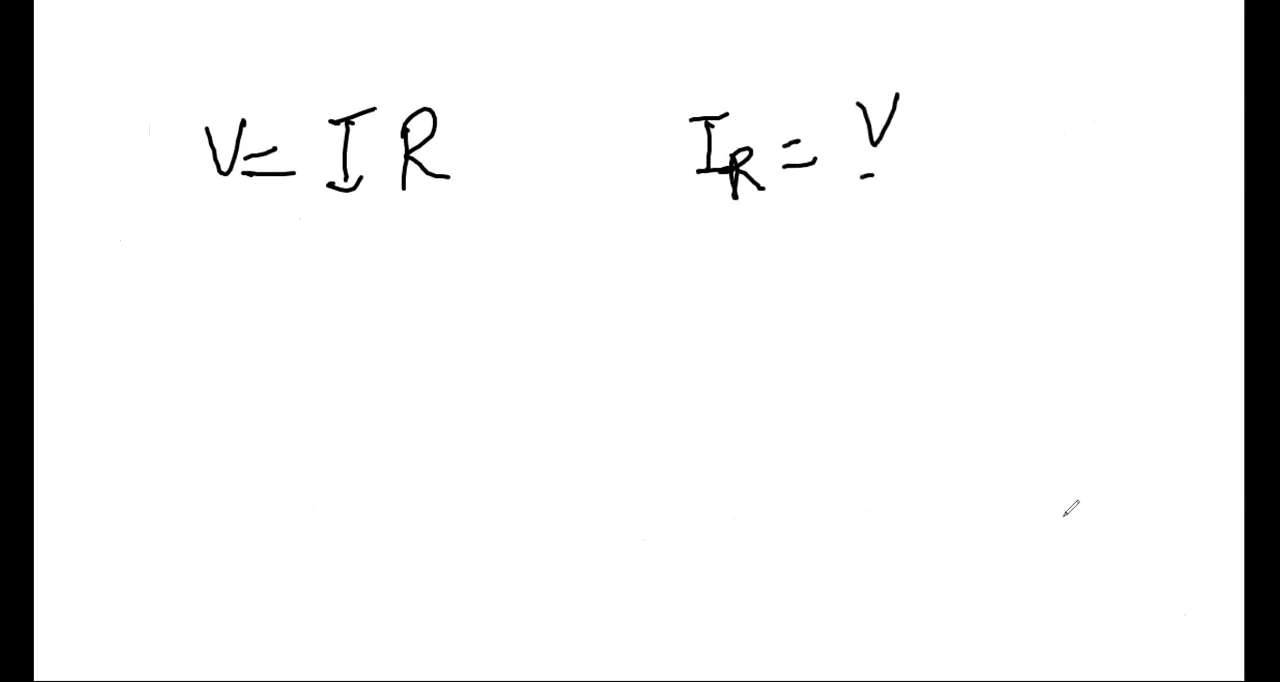 V = I R
I_R = V